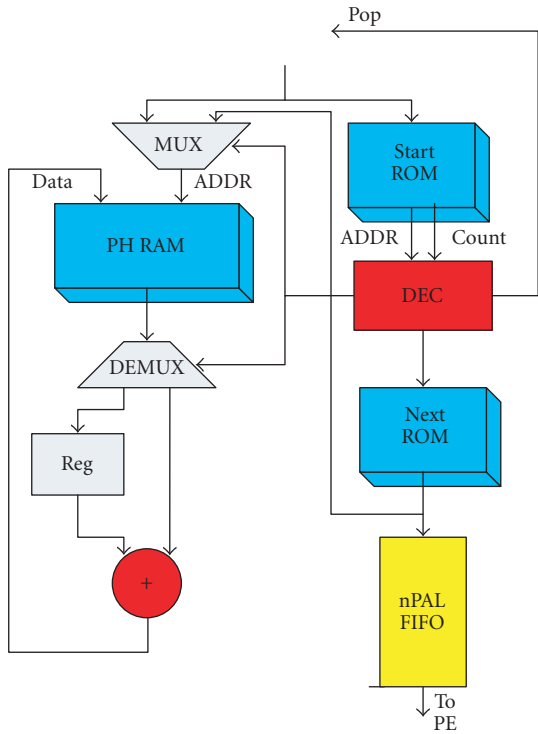 Pop
MUX
Start
ROM
Data
ADDR
ADDR
Count
PH RAM
DEC
DEMUX
Next
ROM
Reg
+
nPAL
FIFO
To
PE